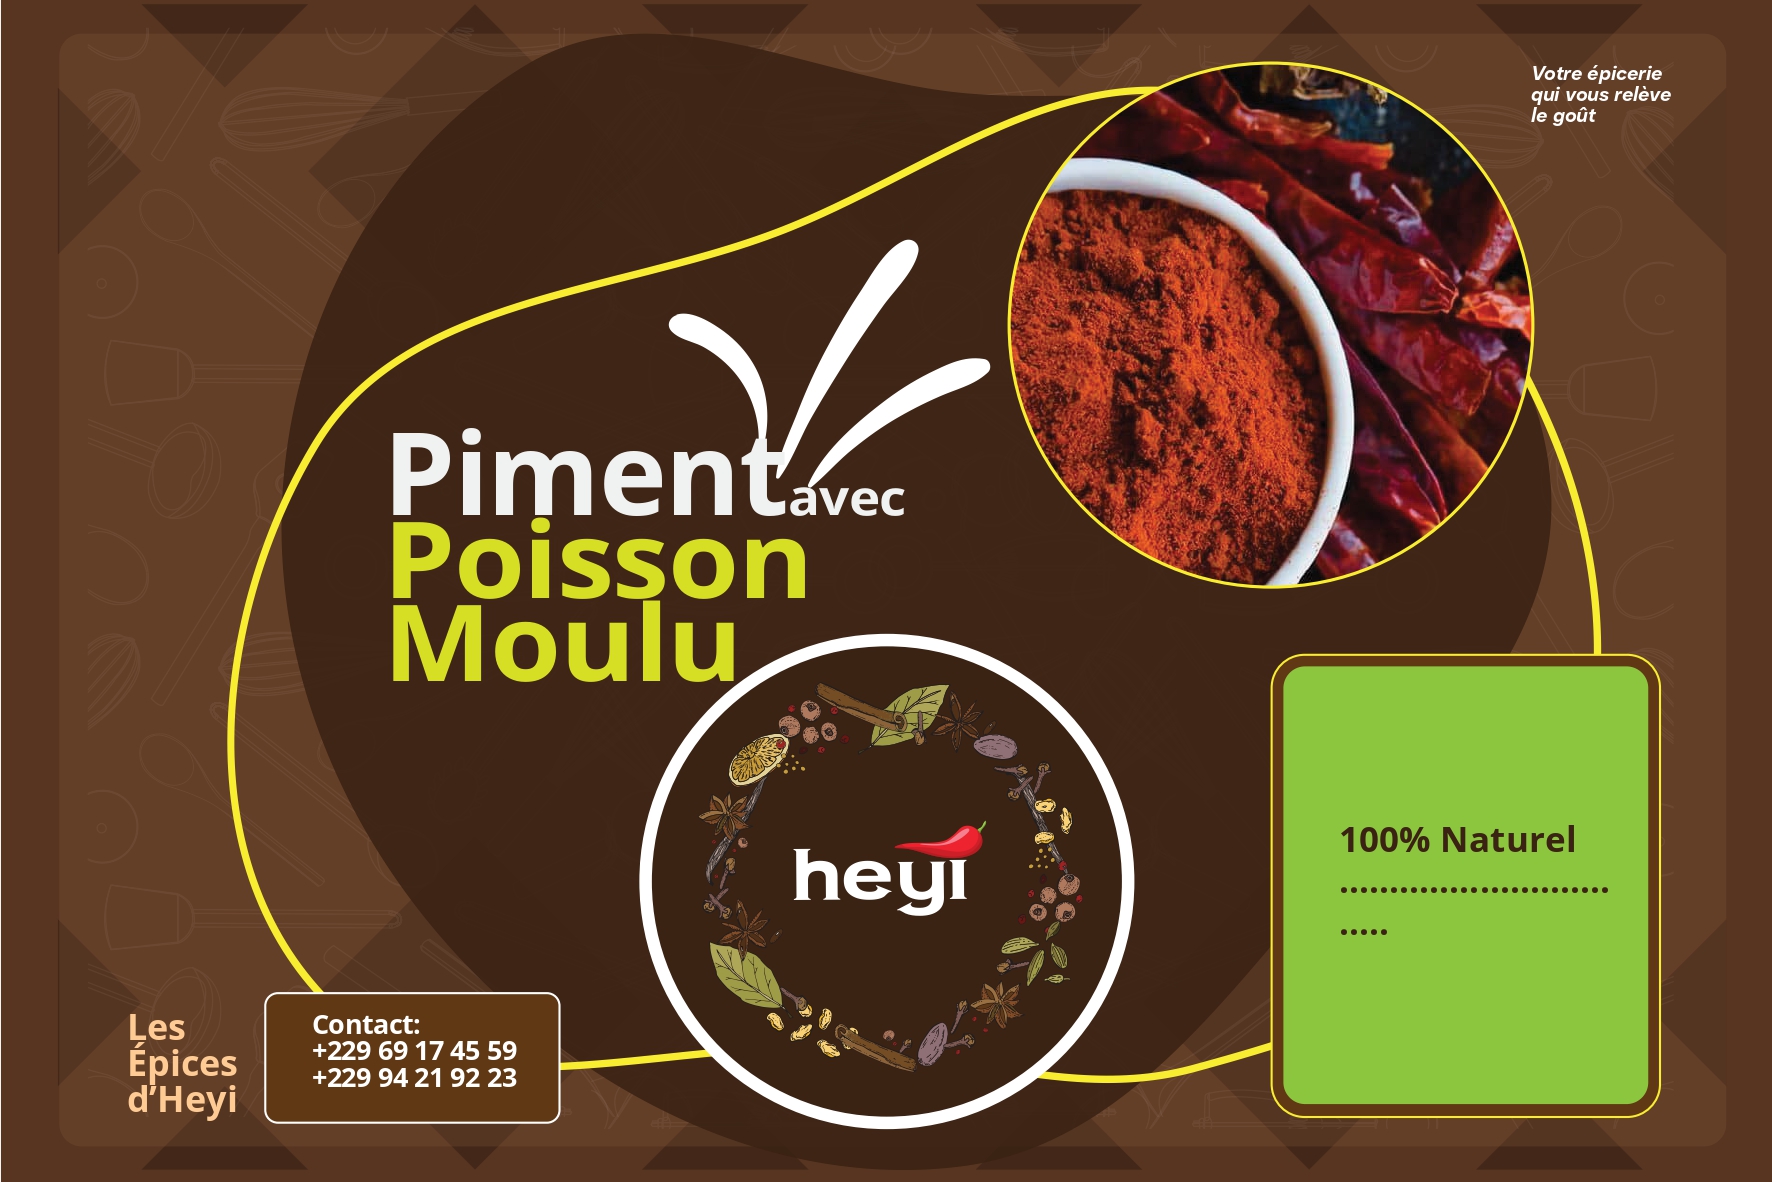 Votre épicerie
qui vous relève
le goût
Piment avec
Poisson
Moulu
heyi
100% Naturel
...........................
.....
Les
Épices
d’Heyi
Contact:
+229 69 17 45 59
+229 94 21 92 23